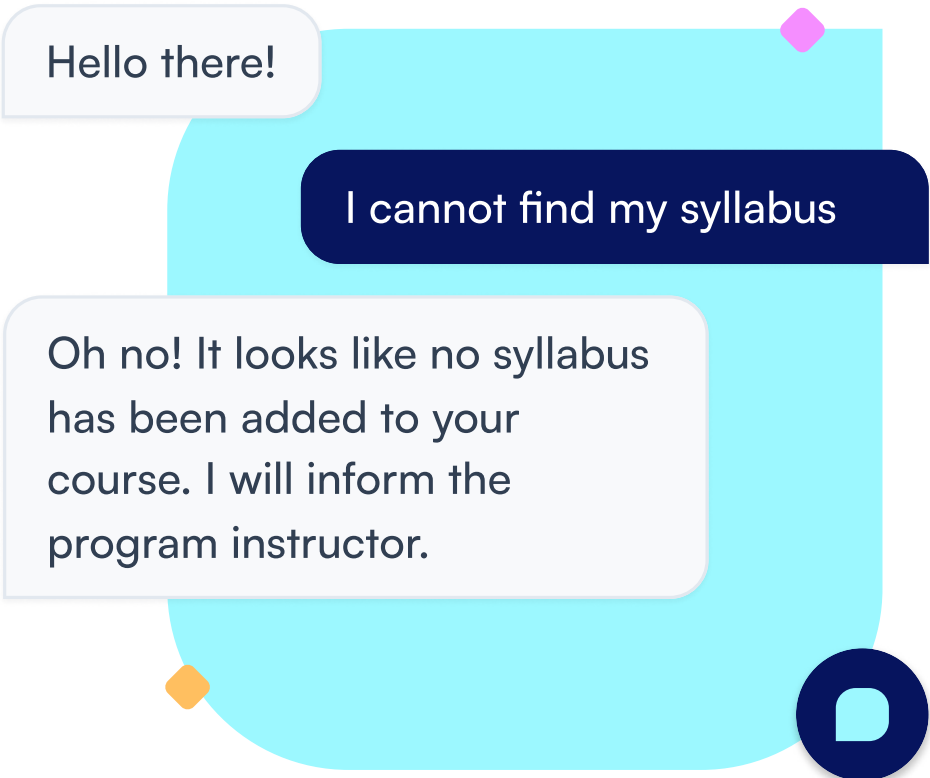 Hello there!
I cannot find my syllabus
Oh no! It looks like no syllabus
has been added to your
course. I will inform the
program instructor.